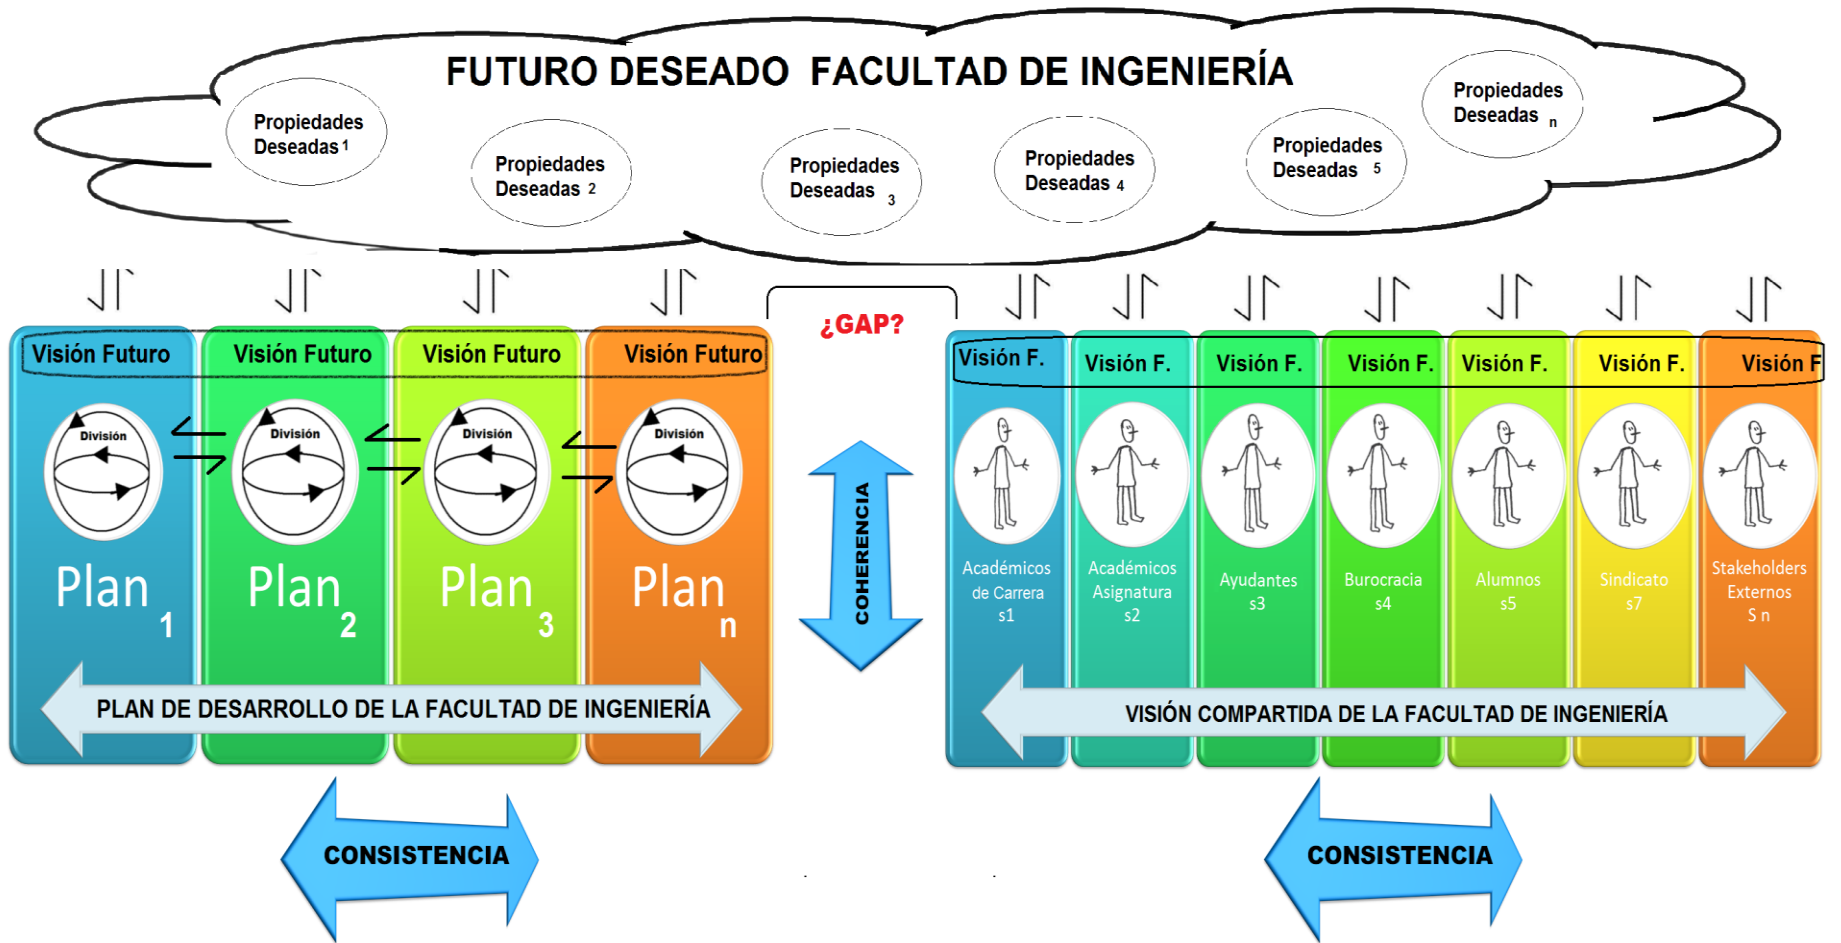 FUTURO DESEADO FACULTAD DE INGENIERÍA
Propiedades
Deseadas 1
Propiedades
Deseadas 2
Propiedades
Deseadas 3
Propiedades
Deseadas 4
Propiedades
Deseadas 5
Propiedades
Deseadas n
Visión Futuro
Visión Futuro
Visión Futuro
Visión Futuro
División
División
División
División
Plan 1
Plan 2
Plan 3
Plan n
PLAN DE DESARROLLO DE LA FACULTAD DE INGENIERÍA
CONSISTENCIA
¿GAP?
COHERENCIA
Visión F.
Visión F.
Visión F.
Visión F.
Visión F.
Visión F.
Visión F
Académicos
de Carrera
s1
Académicos
Asignatura
s2
Ayudantes
s3
Burocracia
s4
Alumnos
s5
Sindicato
s7
Stakeholders
Externos
S n
VISIÓN COMPARTIDA DE LA FACULTAD DE INGENIERÍA
CONSISTENCIA